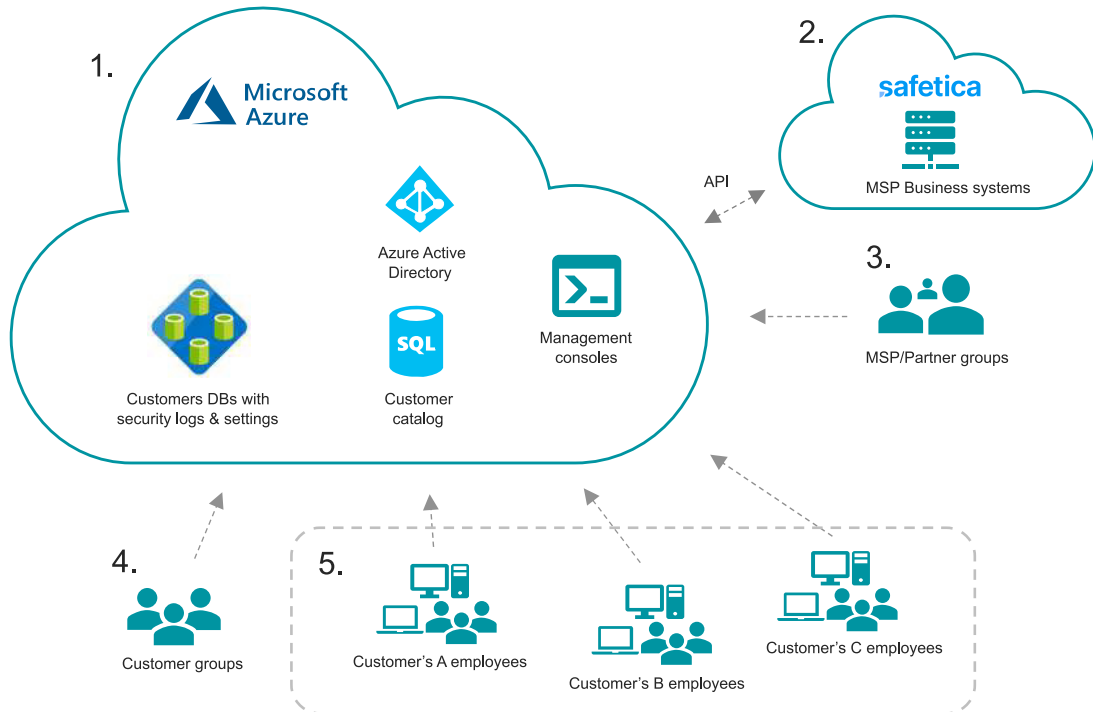 1.
Microsoft
Azure
2.
safetica
MSP Business systems
API
Azure Active
Directory
3.
MSP/Partner groups
Management
consoles
SQL
Customer
catalog
Customers DBs with
security logs & settings
4.
Customer groups
5.
Customer's A employees
Customer's B employees
Customer's C employees